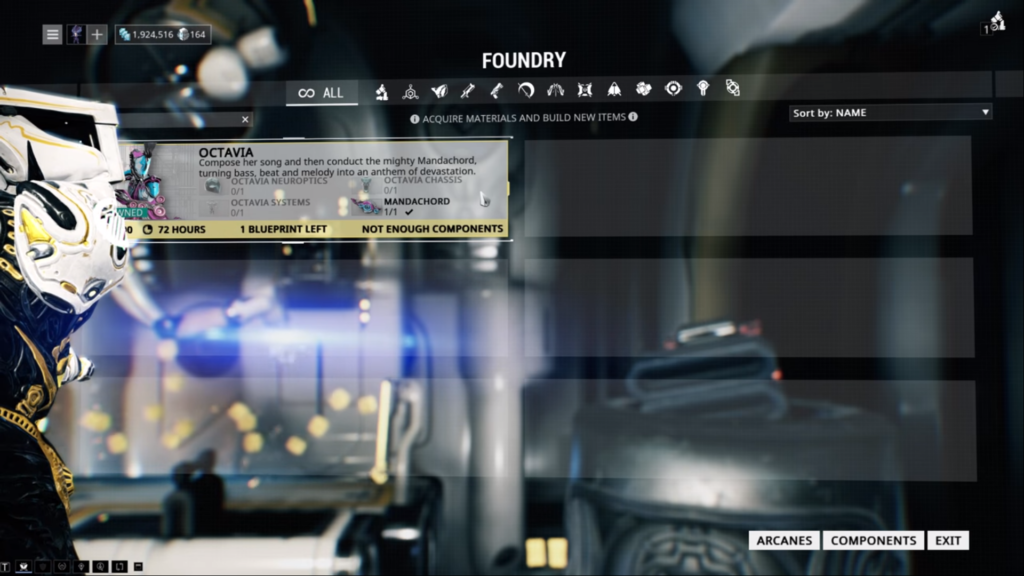 1,924,516 164
1
FOUNDRY
ALL
ACQUIRE MATERIALS AND BUILD NEW ITEMS
Sort by: NAME
OCTAVIA
Compose her song and then conduct the mighty Mandachord,
turning bass, beat and melody into an anthem of devastation.
OCTAVIA NEUROPTICS
0/1
OCTAVIA CHASSIS
0/1
OCTAVIA SYSTEMS
0/1
MANDACHORD
1/1
72 HOURS 1 BLUEPRINT LEFT NOT ENOUGH COMPONENTS
ARCANES COMPONENTS EXIT